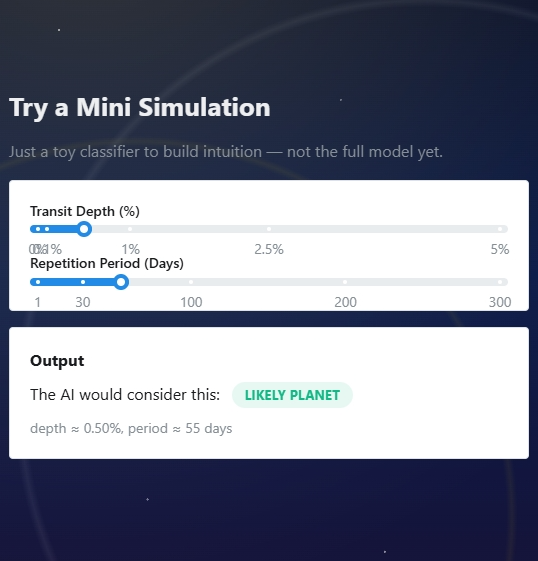 Try a Mini Simulation
Just a toy classifier to build intuition — not the full model yet.
Transit Depth (%)
0% 0.1% 1% 2.5% 5%
Repetition Period (Days)
1 30 100 200 300
Output
The AI would consider this: LIKELY PLANET
depth ≈ 0.50%, period ≈ 55 days